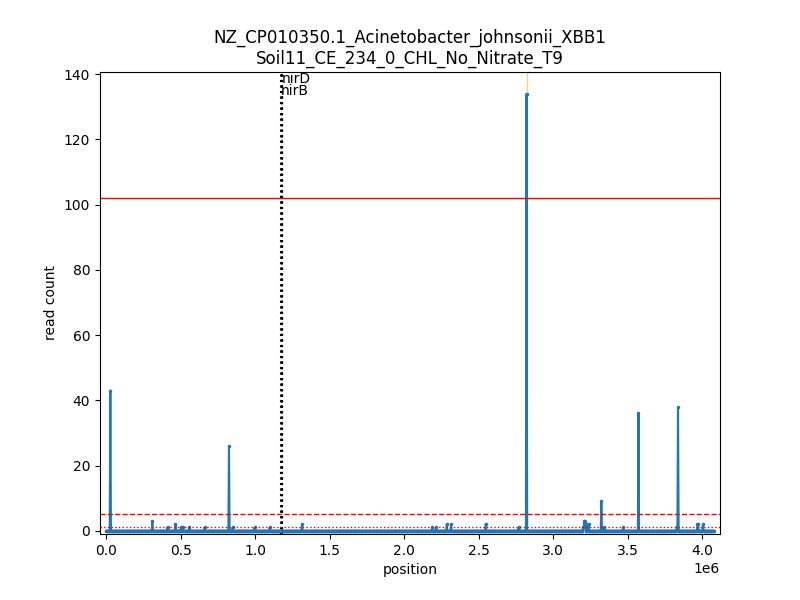 NZ_CP010350.1_Acinetobacter_johnsonii_XBB1
Soil11_CE_234_0_CHL_No_Nitrate_T9
140
120
100
80
60
40
20
0
read count
nirD
nirB
0.0 0.5 1.0 1.5 2.0 2.5 3.0 3.5 4.0
1e6
position